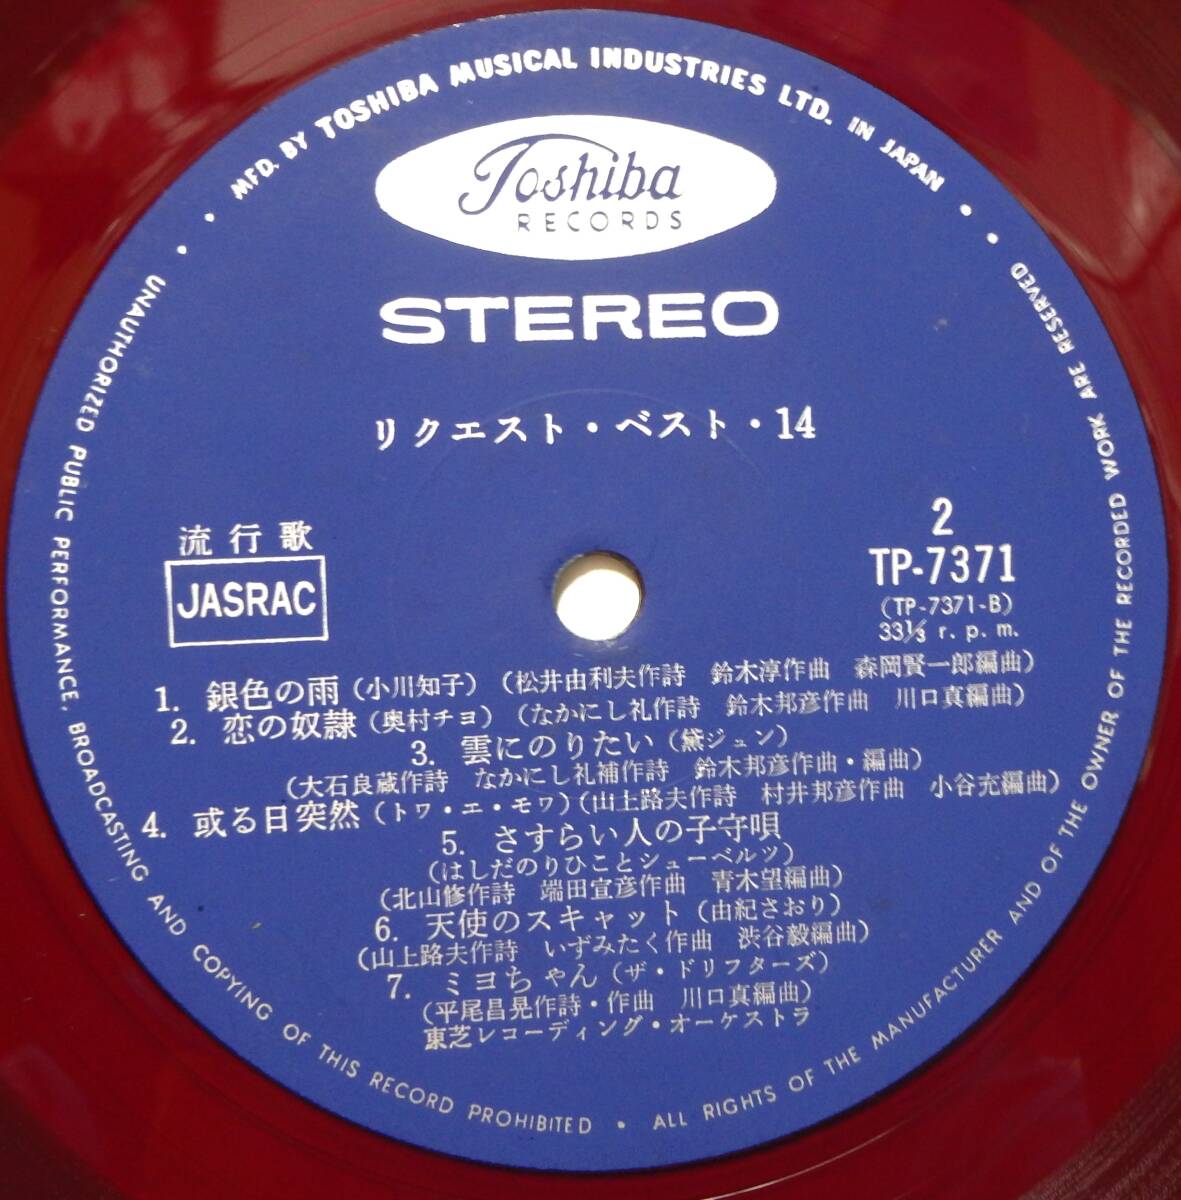 MFD. BY TOSHIBA MUSICAL INDUSTRIES LTD. IN JAPAN
Toshiba
RECORDS
STEREO
リクエスト・ベスト・14
流行歌
JASRAC
2
TP-7371
(TP-7371-B)
33⅓ r. p. m.
1. 銀色の雨(小川知子) (松井由利夫作詩 鈴木淳作曲 森岡賢一郎編曲)
2. 恋の奴隷(奥村チヨ) (なかにし礼作詩 鈴木邦彦作曲 川口真編曲)
3. 雲にのりたい(黛ジュン)
(大石良蔵作詩 なかにし礼補作詩 鈴木邦彦作曲・編曲)
4. 或る日突然(トワ・エ・モワ)(山上路夫作詩 村井邦彦作曲 小谷充編曲)
5. さすらい人の子守唄
(はしだのりひことシューベルツ)
(北山修作詩 端田宣彦作曲 青木望編曲)
6. 天使のスキャット(由紀さおり)
(山上路夫作詩 いずみたく作曲 渋谷毅編曲)
7. ミヨちゃん(ザ・ドリフターズ)
(平尾昌晃作詩・作曲 川口真編曲)
東芝レコーディング・オーケストラ
UNAUTHORIZED PUBLIC PERFORMANCE, BROADCASTING AND COPYING OF THIS RECORD PROHIBITED • ALL RIGHTS OF THE MANUFACTURER AND OF THE OWNER OF THE RECORDED WORK ARE RESERVED